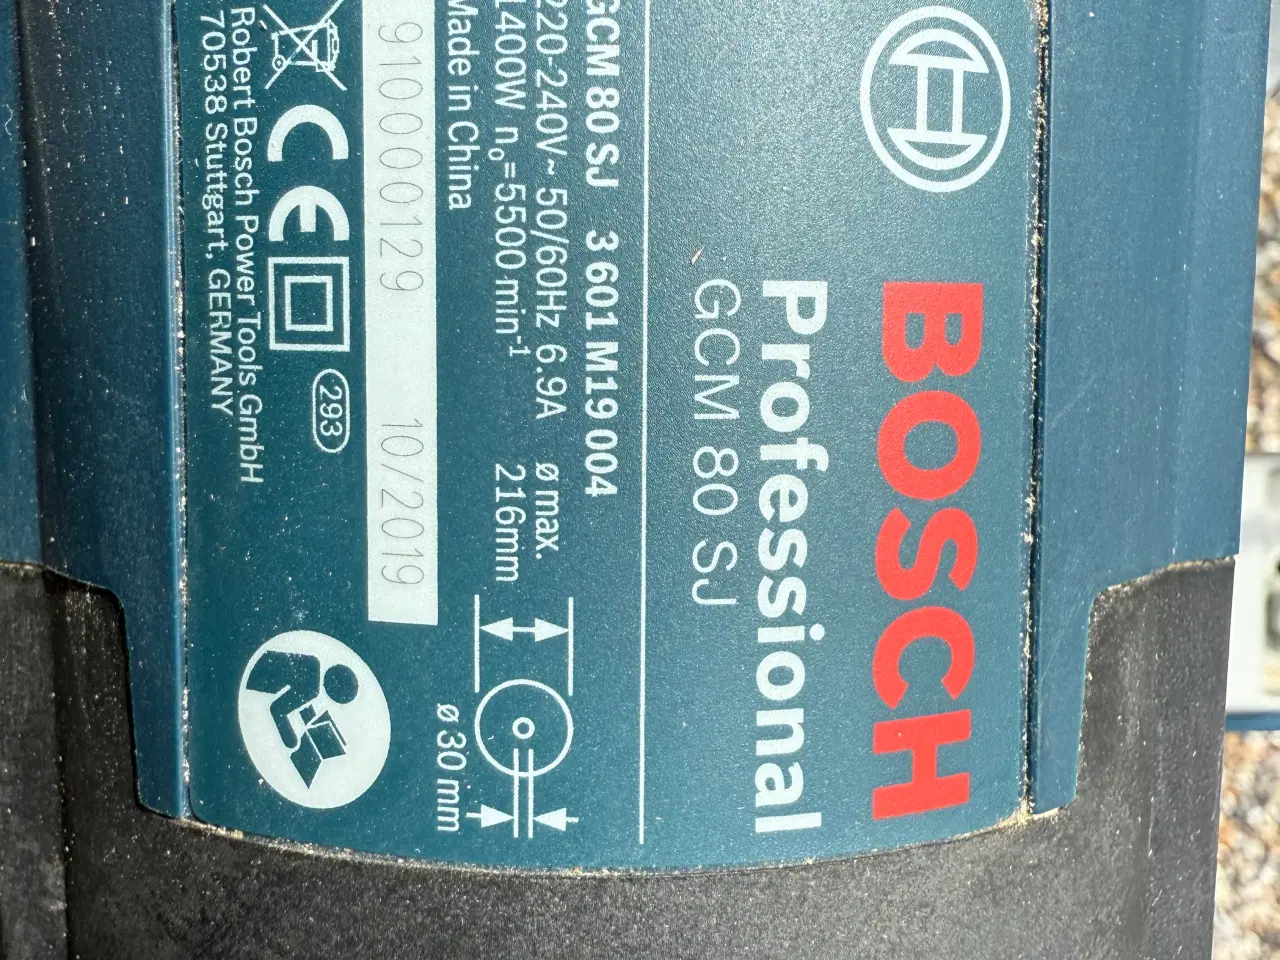 BOSCH
Professional
GCM 80 SJ
GCM 80 SJ 3 601 M19 004
220-240V~ 50/60Hz 6.9A
1400W n₀=5500 min⁻¹
Made in China
ø max.
216mm
ø 30 mm
910000129 10/2019
293
Robert Bosch Power Tools GmbH
70538 Stuttgart, GERMANY